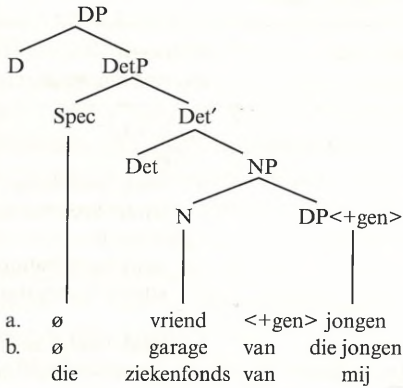 DP
D DetP
Spec Det′
Det NP
N DP<+gen>
a. ø vriend <+gen> jongen
b. ø garage van die jongen
die ziekenfonds van mij